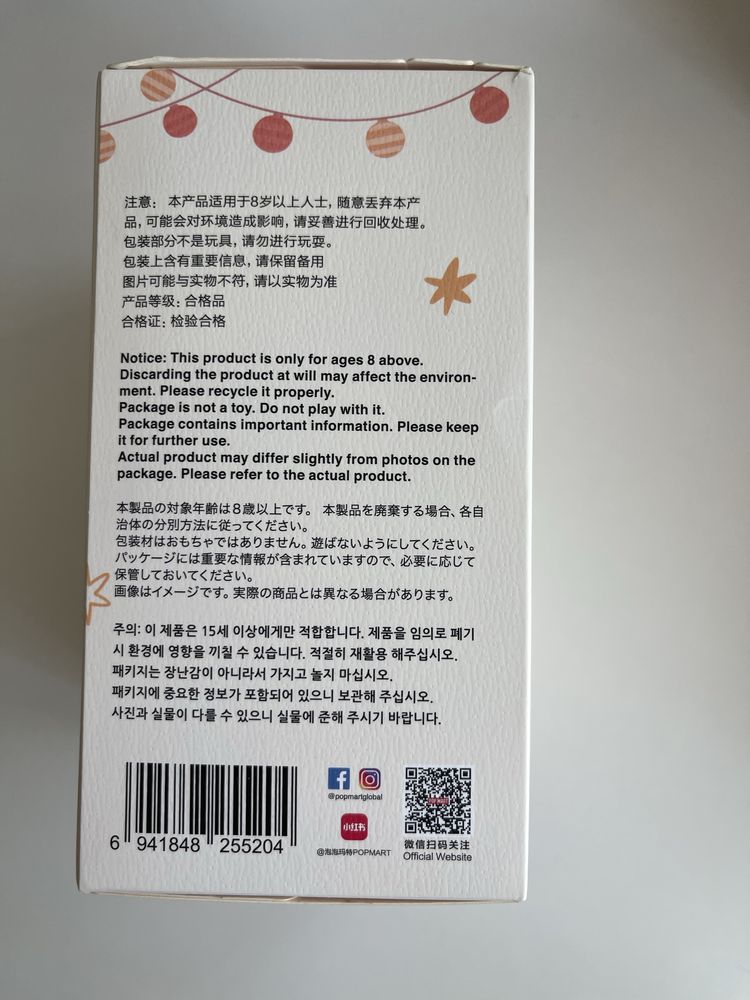 注意：本产品适用于8岁以上人士，随意丢弃本产
品，可能会对环境造成影响，请妥善进行回收处理。
包装部分不是玩具，请勿进行玩耍。
包装上含有重要信息，请保留备用
图片可能与实物不符，请以实物为准
产品等级：合格品
合格证：检验合格
Notice: This product is only for ages 8 above.
Discarding the product at will may affect the environ-
ment. Please recycle it properly.
Package is not a toy. Do not play with it.
Package contains important information. Please keep
it for further use.
Actual product may differ slightly from photos on the
package. Please refer to the actual product.
本製品の対象年齢は8歳以上です。 本製品を廃棄する場合、各自
治体の分別方法に従ってください。
包装材はおもちゃではありません。遊ばないようにしてください。
パッケージには重要な情報が含まれていますので、必要に応じて
保管しておいてください。
画像はイメージです。実際の商品とは異なる場合があります。
주의: 이 제품은 15세 이상에게만 적합합니다. 제품을 임의로 폐기
시 환경에 영향을 끼칠 수 있습니다. 적절히 재활용 해주십시오.
패키지는 장난감이 아니라서 가지고 놀지 마십시오.
패키지에 중요한 정보가 포함되어 있으니 보관해 주십시오.
사진과 실물이 다를 수 있으니 실물에 준해 주시기 바랍니다.
@popmartglobal
小红书
@泡泡玛特POPMART
POP MART
微信扫码关注
Official Website
6 941848 255204